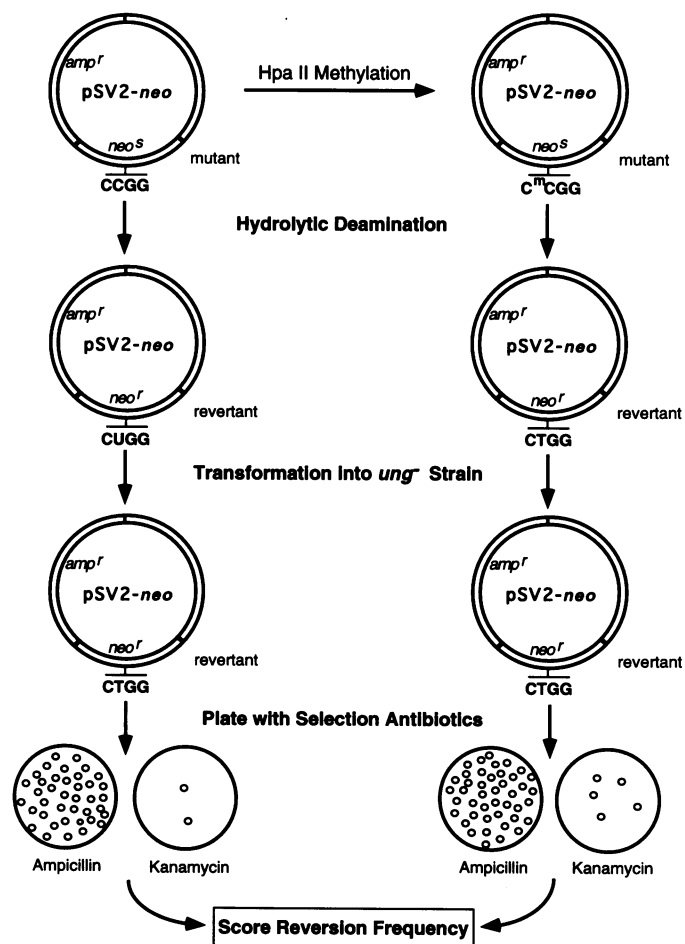 amp r
pSV2-neo
neo s
mutant
CCGG
Hpa II Methylation
amp r
pSV2-neo
neo s
mutant
CmCGG
Hydrolytic Deamination
amp r
pSV2-neo
neo r
revertant
CUGG
amp r
pSV2-neo
neo r
revertant
CTGG
Transformation into ung- Strain
amp r
pSV2-neo
neo r
revertant
CTGG
amp r
pSV2-neo
neo r
revertant
CTGG
Plate with Selection Antibiotics
Ampicillin
Kanamycin
Ampicillin
Kanamycin
Score Reversion Frequency